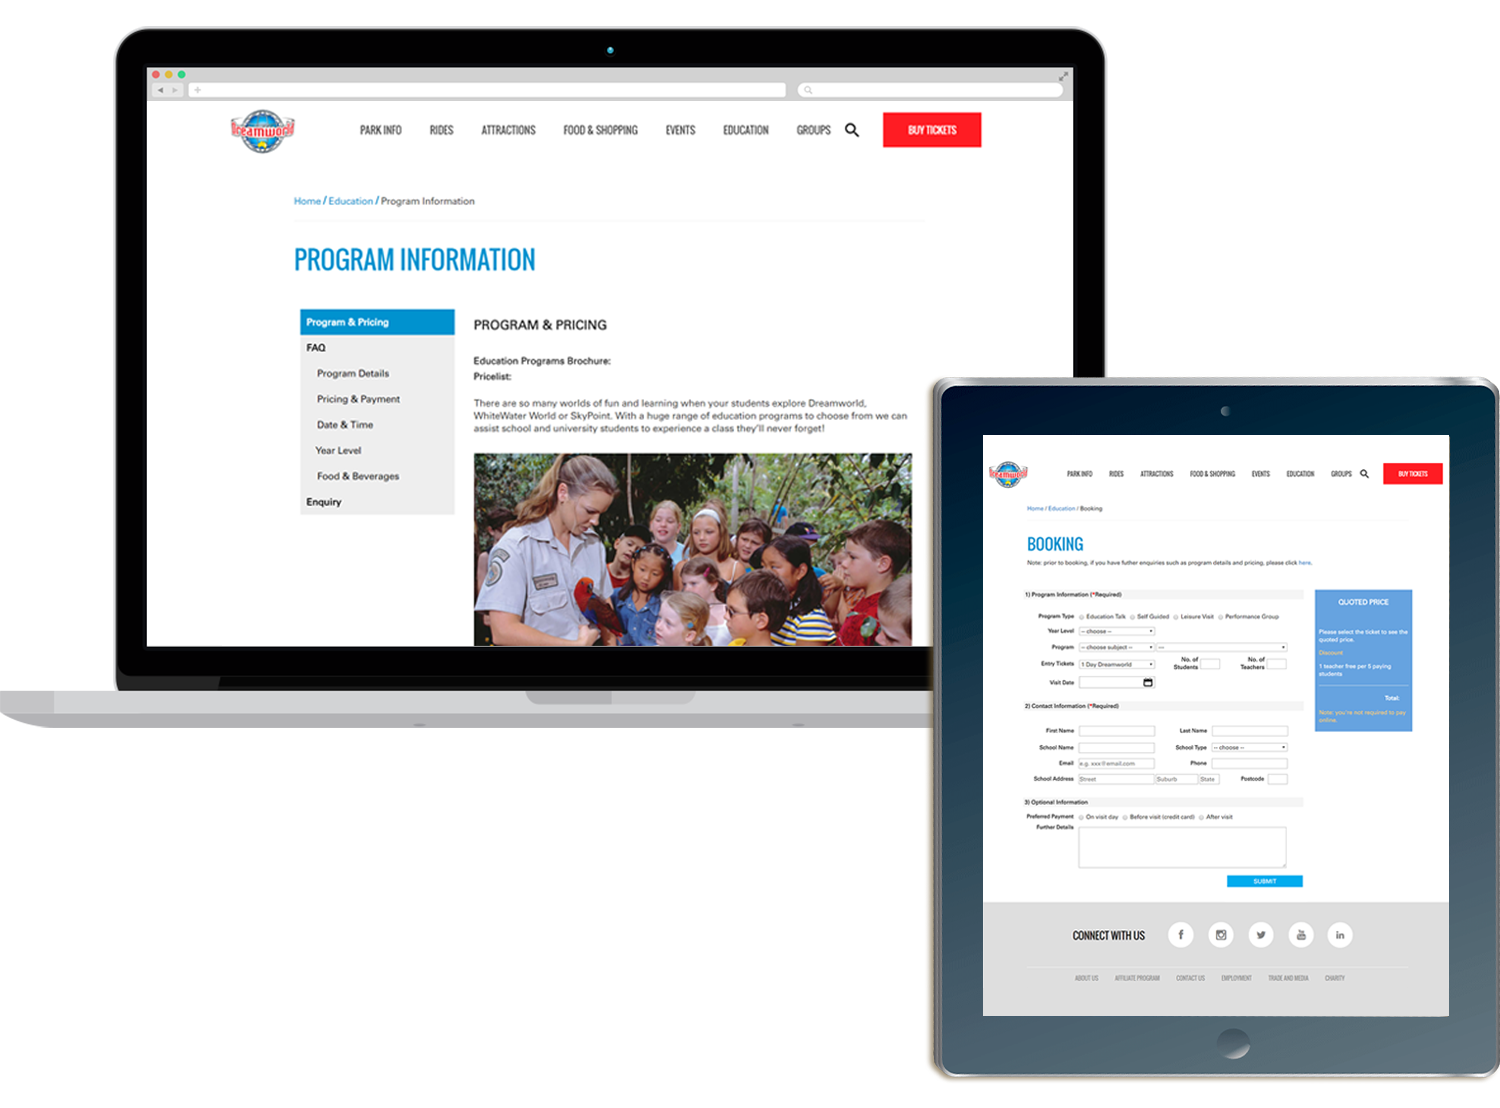 Dreamworld
PARK INFO RIDES ATTRACTIONS FOOD & SHOPPING EVENTS EDUCATION GROUPS BUY TICKETS
Home / Education / Program Information
PROGRAM INFORMATION
Program & Pricing
FAQ
Program Details
Pricing & Payment
Date & Time
Year Level
Food & Beverages
Enquiry
PROGRAM & PRICING
Education Programs Brochure:
Pricelist:
There are so many worlds of fun and learning when your students explore Dreamworld,
WhiteWater World or SkyPoint. With a huge range of education programs to choose from we can
assist school and university students to experience a class they'll never forget!
Dreamworld
PARK INFO RIDES ATTRACTIONS FOOD & SHOPPING EVENTS EDUCATION GROUPS BUY TICKETS
Home / Education / Booking
BOOKING
Note: prior to booking, if you have futher enquiries such as program details and pricing, please click here.
1) Program Information (*Required)
Program Type Education Talk Self Guided Leisure Visit Performance Group
Year Level -- choose --
Program -- choose subject -- ---
Entry Tickets 1 Day Dreamworld No. of Students No. of Teachers
Visit Date
2) Contact Information (*Required)
First Name Last Name
School Name School Type -- choose --
Email e.g. xxx@email.com Phone
School Address Street Suburb State Postcode
3) Optional Information
Preferred Payment On visit day Before visit (credit card) After visit
Further Details
SUBMIT
QUOTED PRICE
Please select the ticket to see the
quoted price.
Discount
1 teacher free per 5 paying
students
Total:
Note: you're not required to pay
online.
CONNECT WITH US
ABOUT US AFFILIATE PROGRAM CONTACT US EMPLOYMENT TRADE AND MEDIA CHARITY